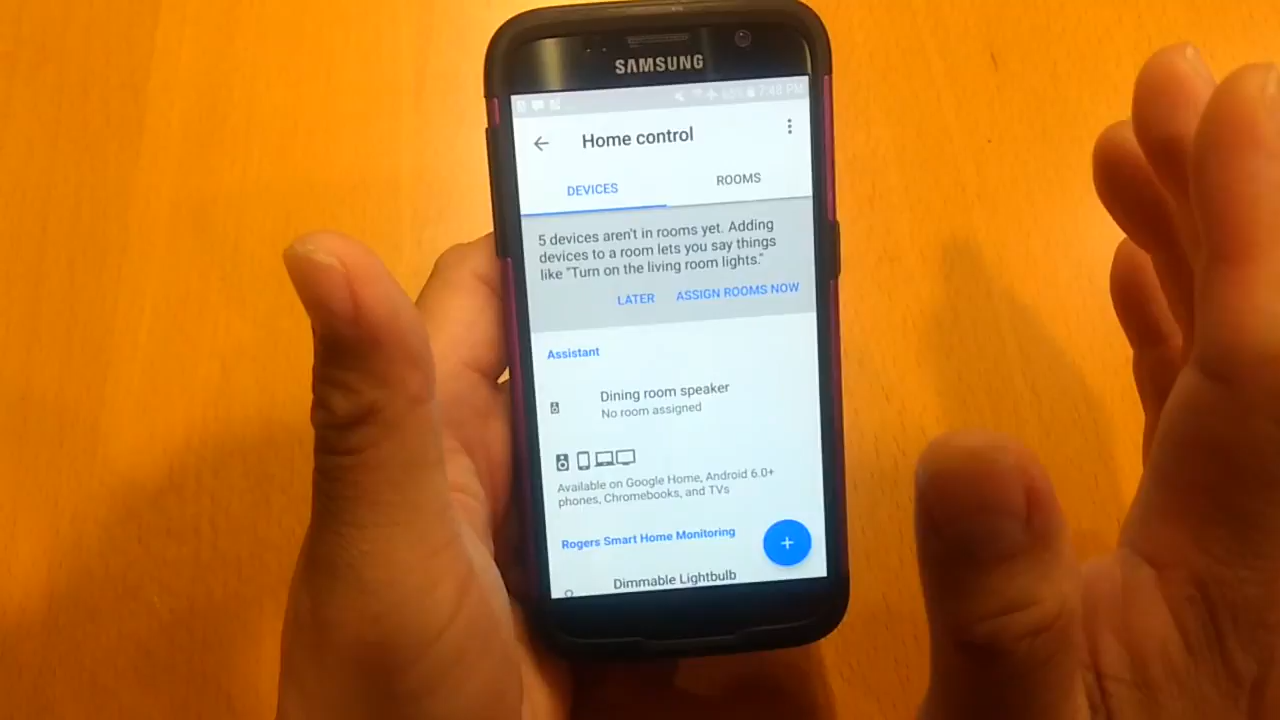 SAMSUNG
7:48 PM
Home control
DEVICES
ROOMS
5 devices aren't in rooms yet. Adding
devices to a room lets you say things
like "Turn on the living room lights."
LATER
ASSIGN ROOMS NOW
Assistant
Dining room speaker
No room assigned
Available on Google Home, Android 6.0+
phones, Chromebooks, and TVs
Rogers Smart Home Monitoring
+
Dimmable Lightbulb